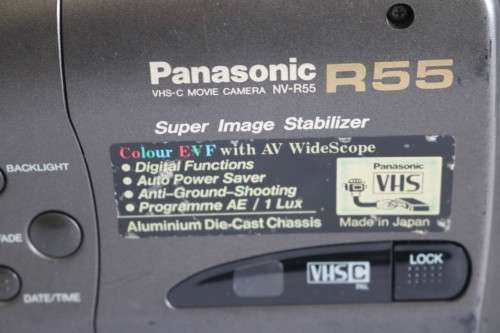 Panasonic R55
VHS-C MOVIE CAMERA NV-R55
Super Image Stabilizer
Colour EVF with AV WideScope
• Digital Functions
• Auto Power Saver
• Anti-Ground-Shooting
• Programme AE / 1 Lux
Aluminium Die-Cast Chassis
Panasonic
VHS
Made in Japan
BACKLIGHT
FADE
DATE/TIME
VHS C
PAL
LOCK